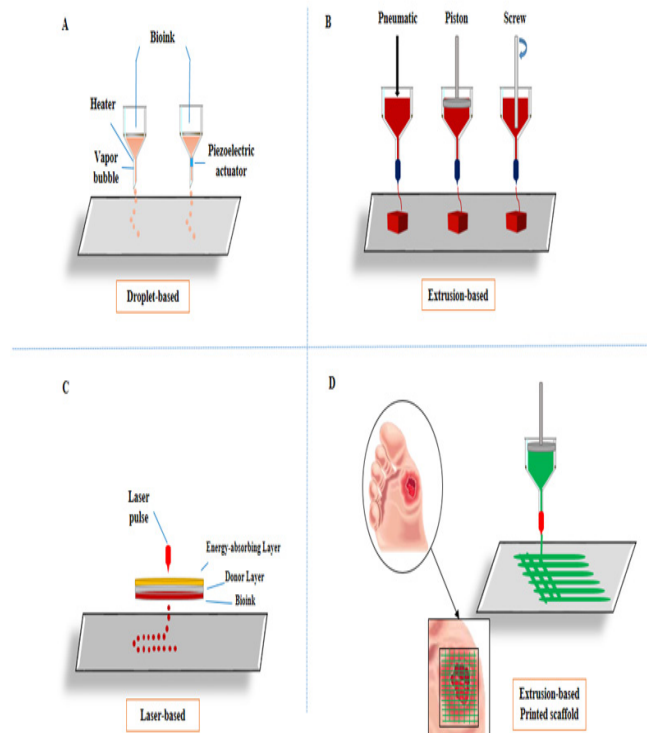 A
Bioink
Heater
Vapor
bubble
Piezoelectric
actuator
Droplet-based
B
Pneumatic
Piston
Screw
Extrusion-based
C
Laser
pulse
Energy-absorbing Layer
Donor Layer
Bioink
Laser-based
D
Extrusion-based
Printed scaffold